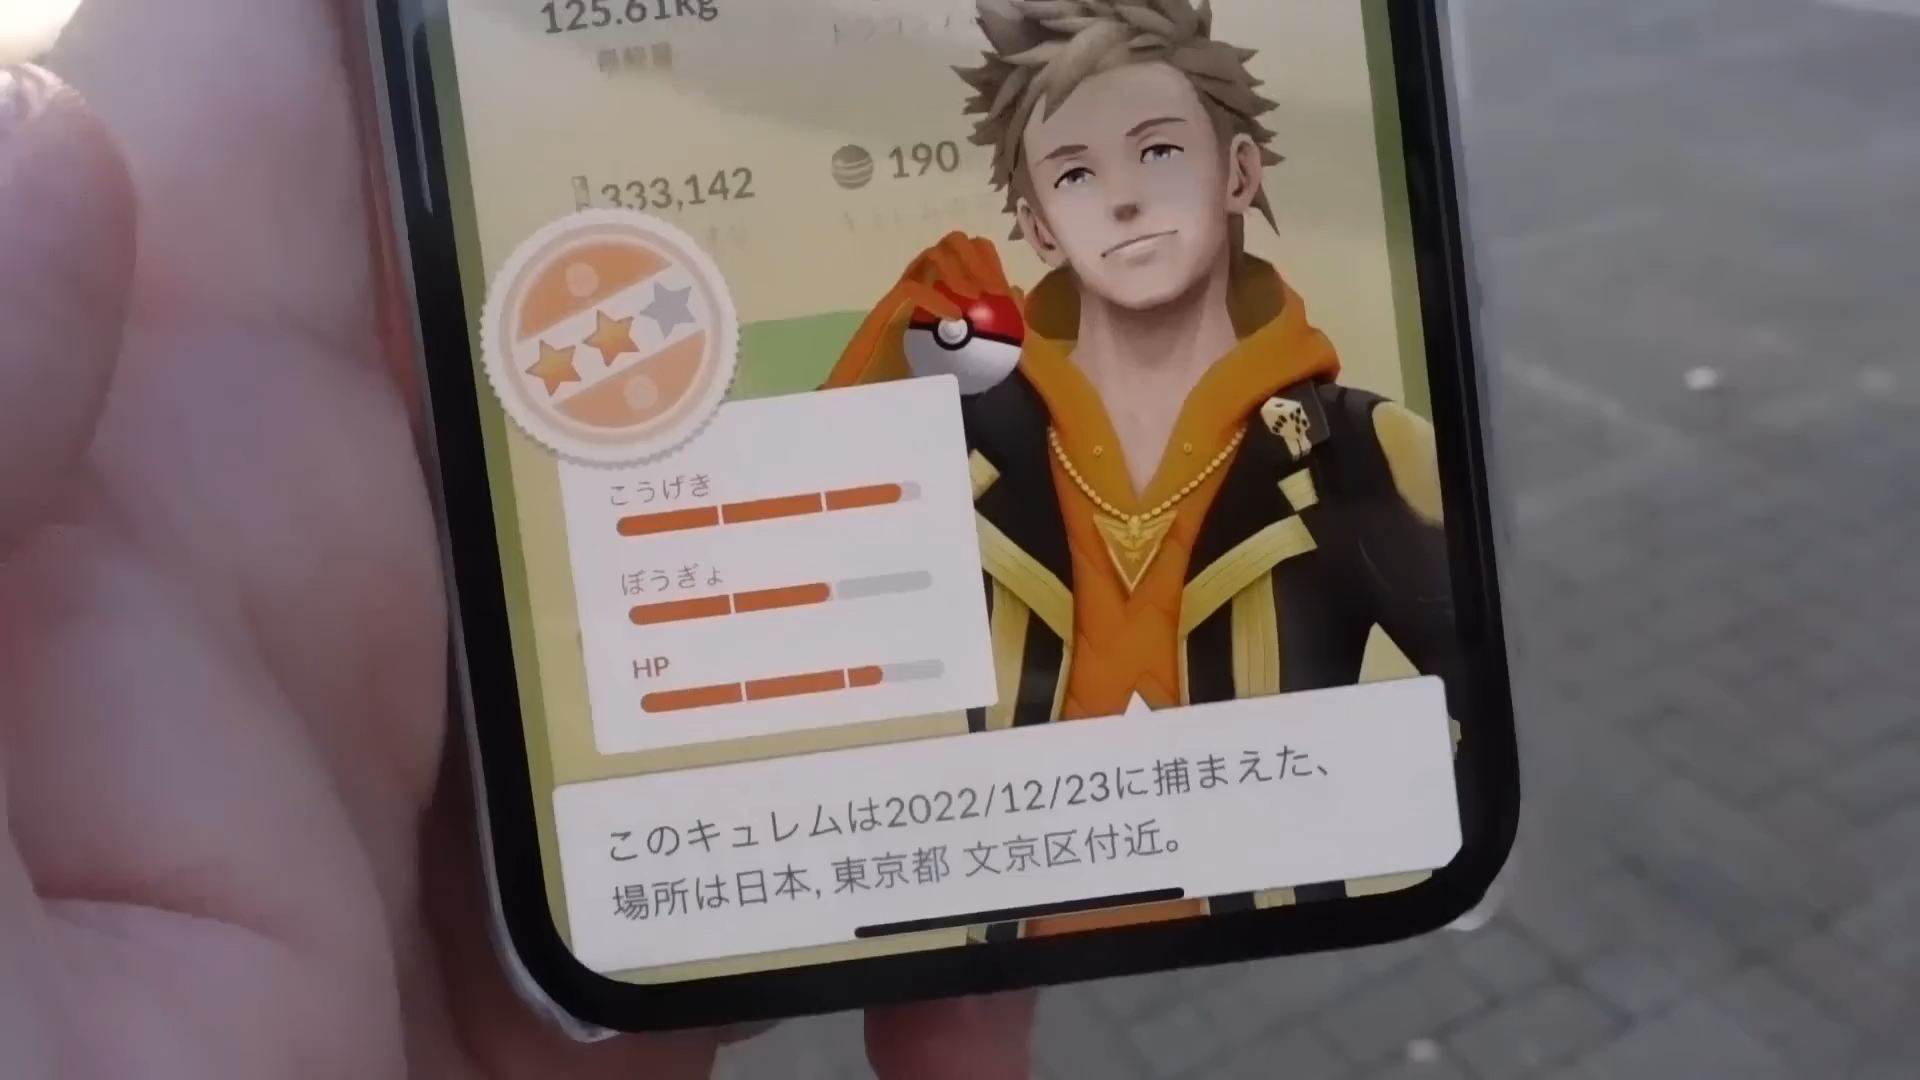 125.61kg
333,142
190
こうげき
ぼうぎょ
HP
このキュレムは2022/12/23に捕まえた、
場所は日本, 東京都 文京区付近。